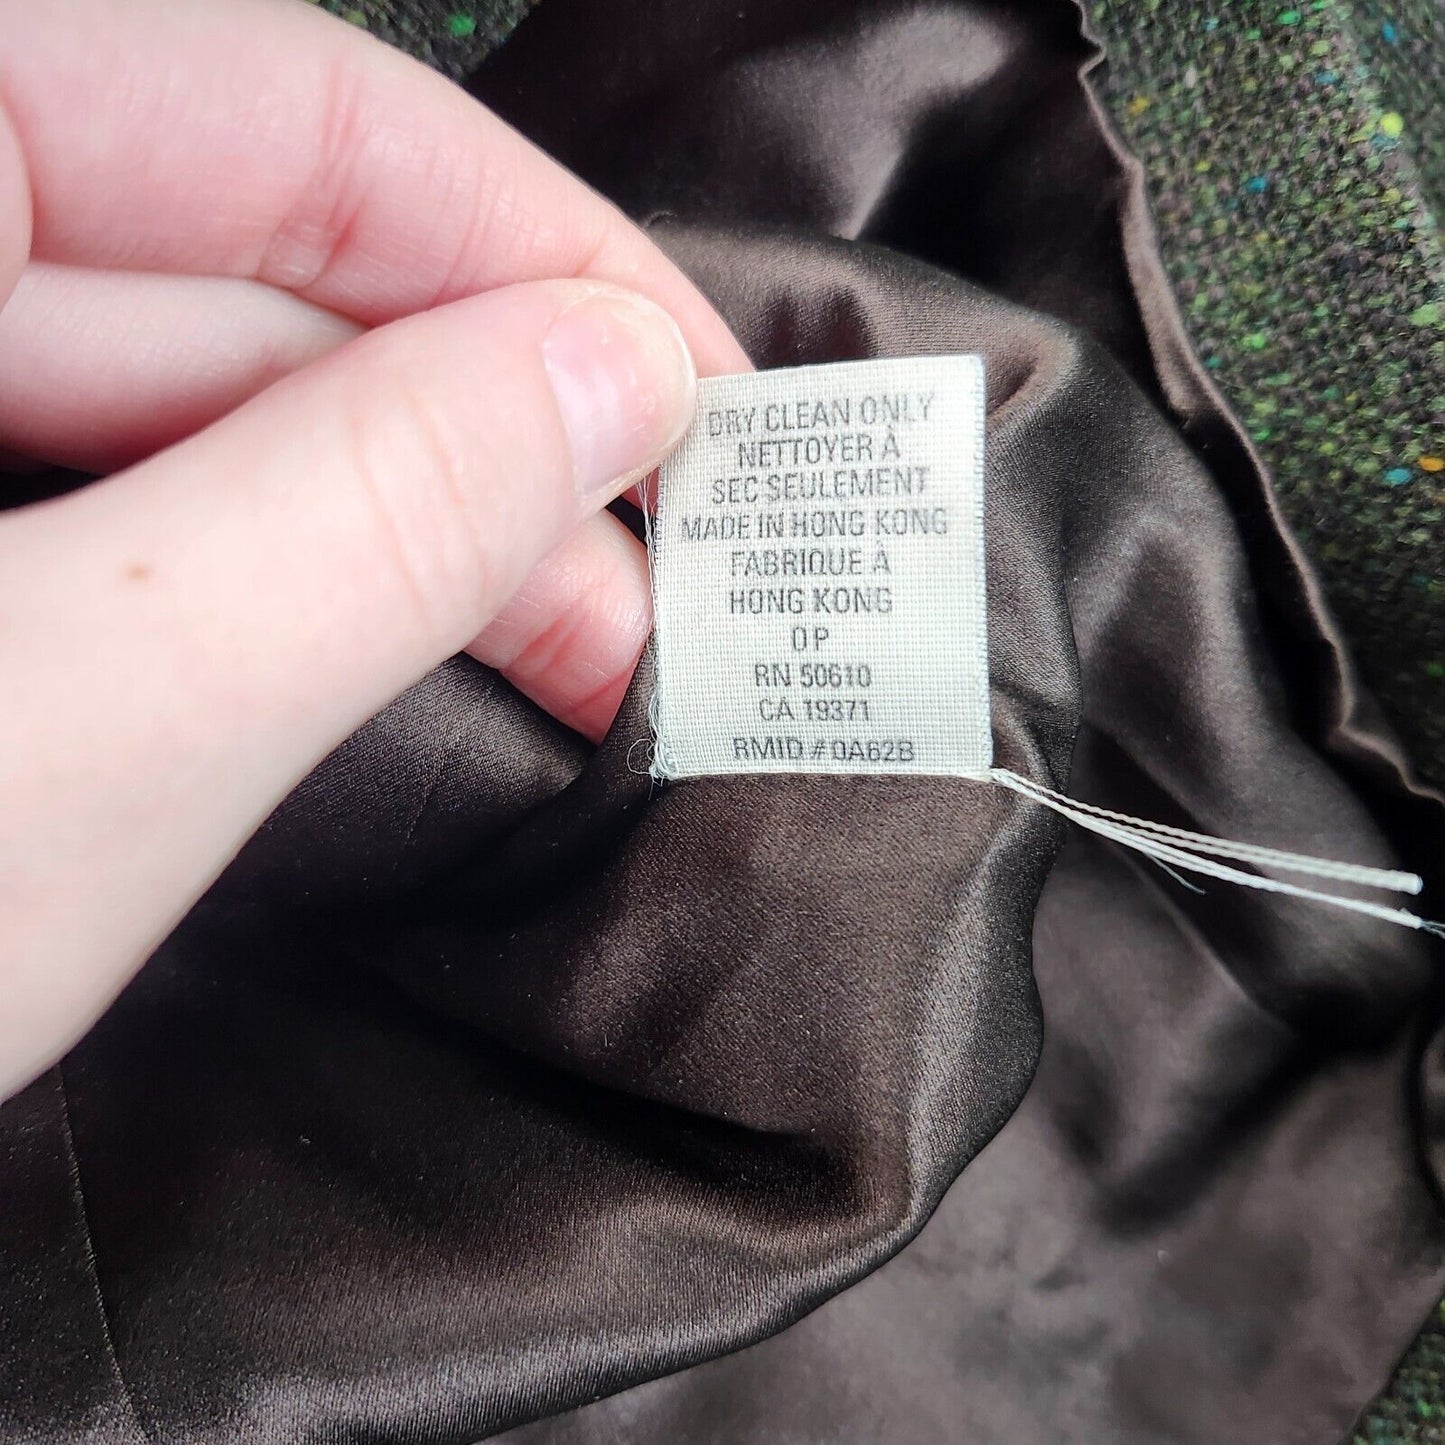 DRY CLEAN ONLY
NETTOYER À
SEC SEULEMENT
MADE IN HONG KONG
FABRIQUE À
HONG KONG
0P
RN 50610
CA 19371
RMID # 0A62B